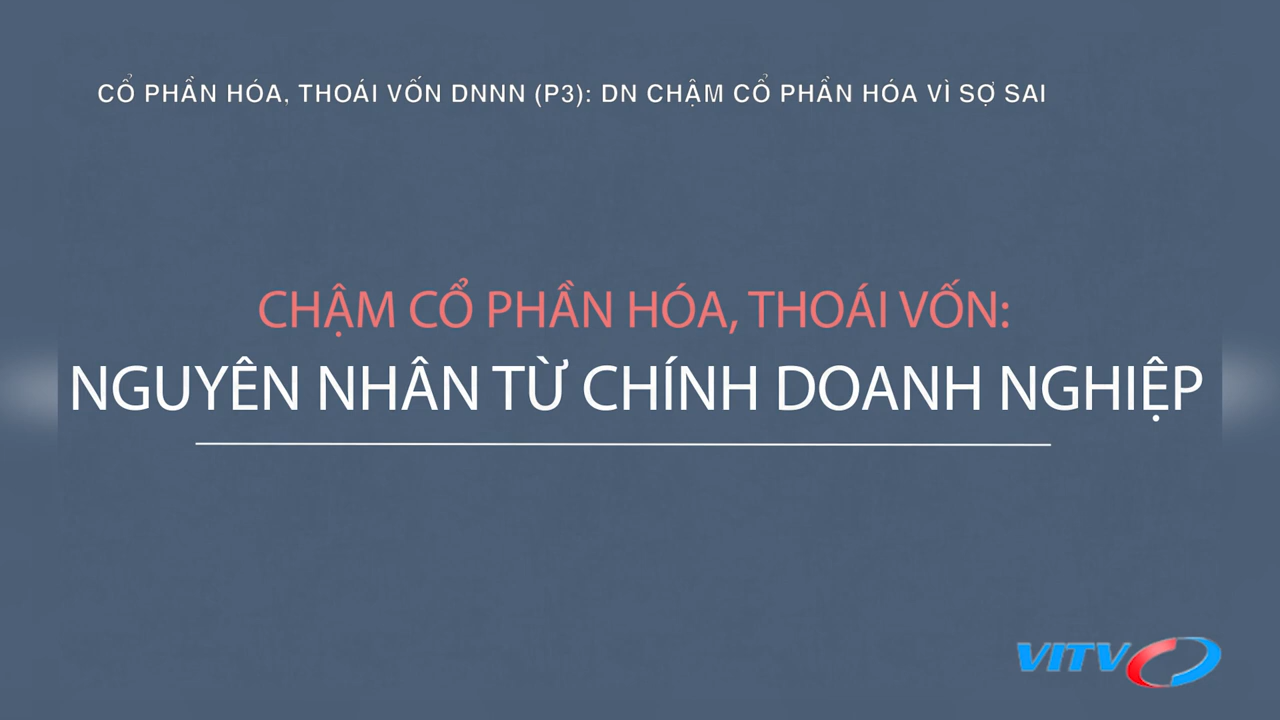 CỔ PHẦN HÓA, THOÁI VỐN DNNN (P3): DN CHẬM CỔ PHẦN HÓA VÌ SỢ SAI
CHẬM CỔ PHẦN HÓA, THOÁI VỐN:
NGUYÊN NHÂN TỪ CHÍNH DOANH NGHIỆP
VITV